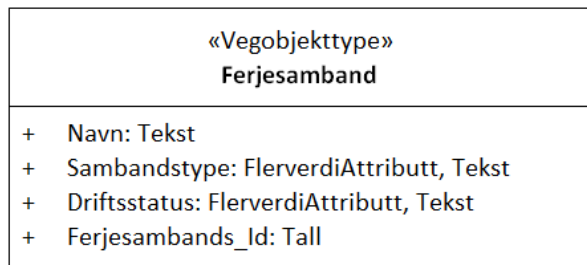 «Vegobjekttype»
Ferjesamband
+ Navn: Tekst
+ Sambandstype: FlerverdiAttributt, Tekst
+ Driftsstatus: FlerverdiAttributt, Tekst
+ Ferjesambands_Id: Tall